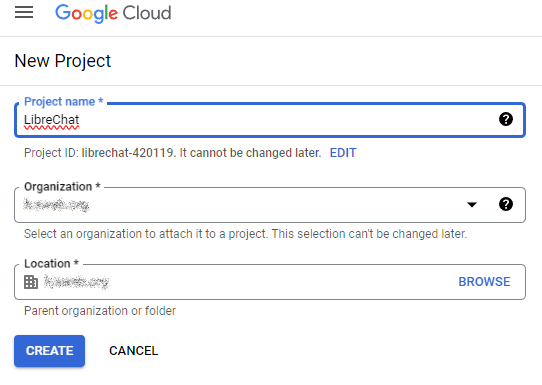 Google Cloud
New Project
Project name *
LibreChat
Project ID: librechat-420119. It cannot be changed later. EDIT
Organization *
Select an organization to attach it to a project. This selection can't be changed later.
Location *
BROWSE
Parent organization or folder
CREATE CANCEL